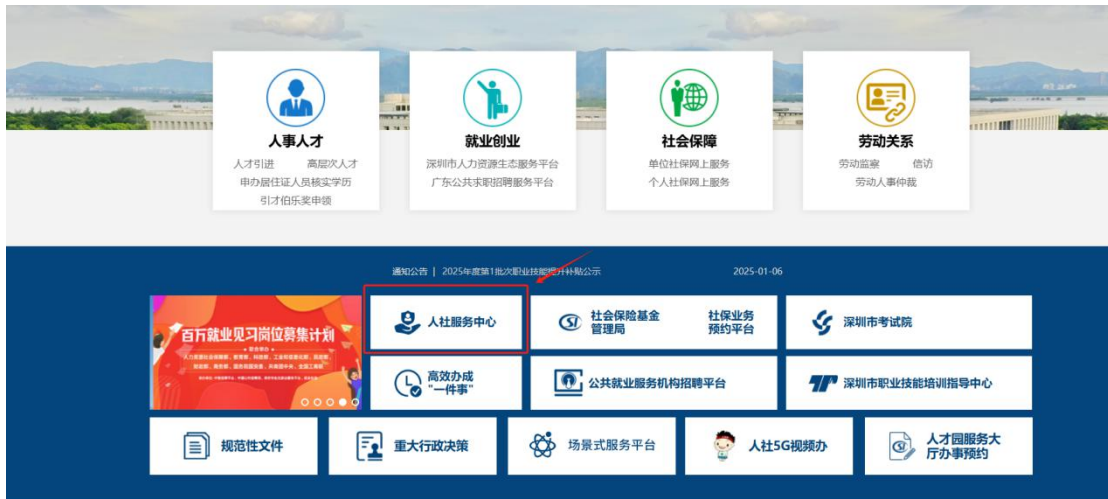 人事人才
人才引进 高层次人才
申办居住证人员核实学历
引才伯乐奖申领
就业创业
深圳市人力资源生态服务平台
广东公共求职招聘服务平台
社会保障
单位社保网上服务
个人社保网上服务
劳动关系
劳动监察 信访
劳动人事仲裁
通知公告 | 2025年度第1批次职业技能提升补贴公示 2025-01-06
百万就业见习岗位募集计划
人社服务中心
社会保险基金
管理局
社保业务
预约平台
深圳市考试院
高效办成
“一件事”
公共就业服务机构招聘平台
深圳市职业技能培训指导中心
规范性文件
重大行政决策
场景式服务平台
人社5G视频办
人才园服务大
厅办事预约